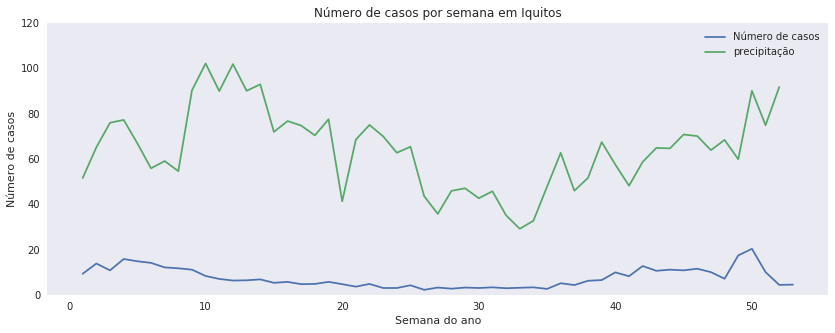 Número de casos por semana em Iquitos
Número de casos
precipitação
120
100
80
60
40
20
0
Número de casos
0 10 20 30 40 50
Semana do ano